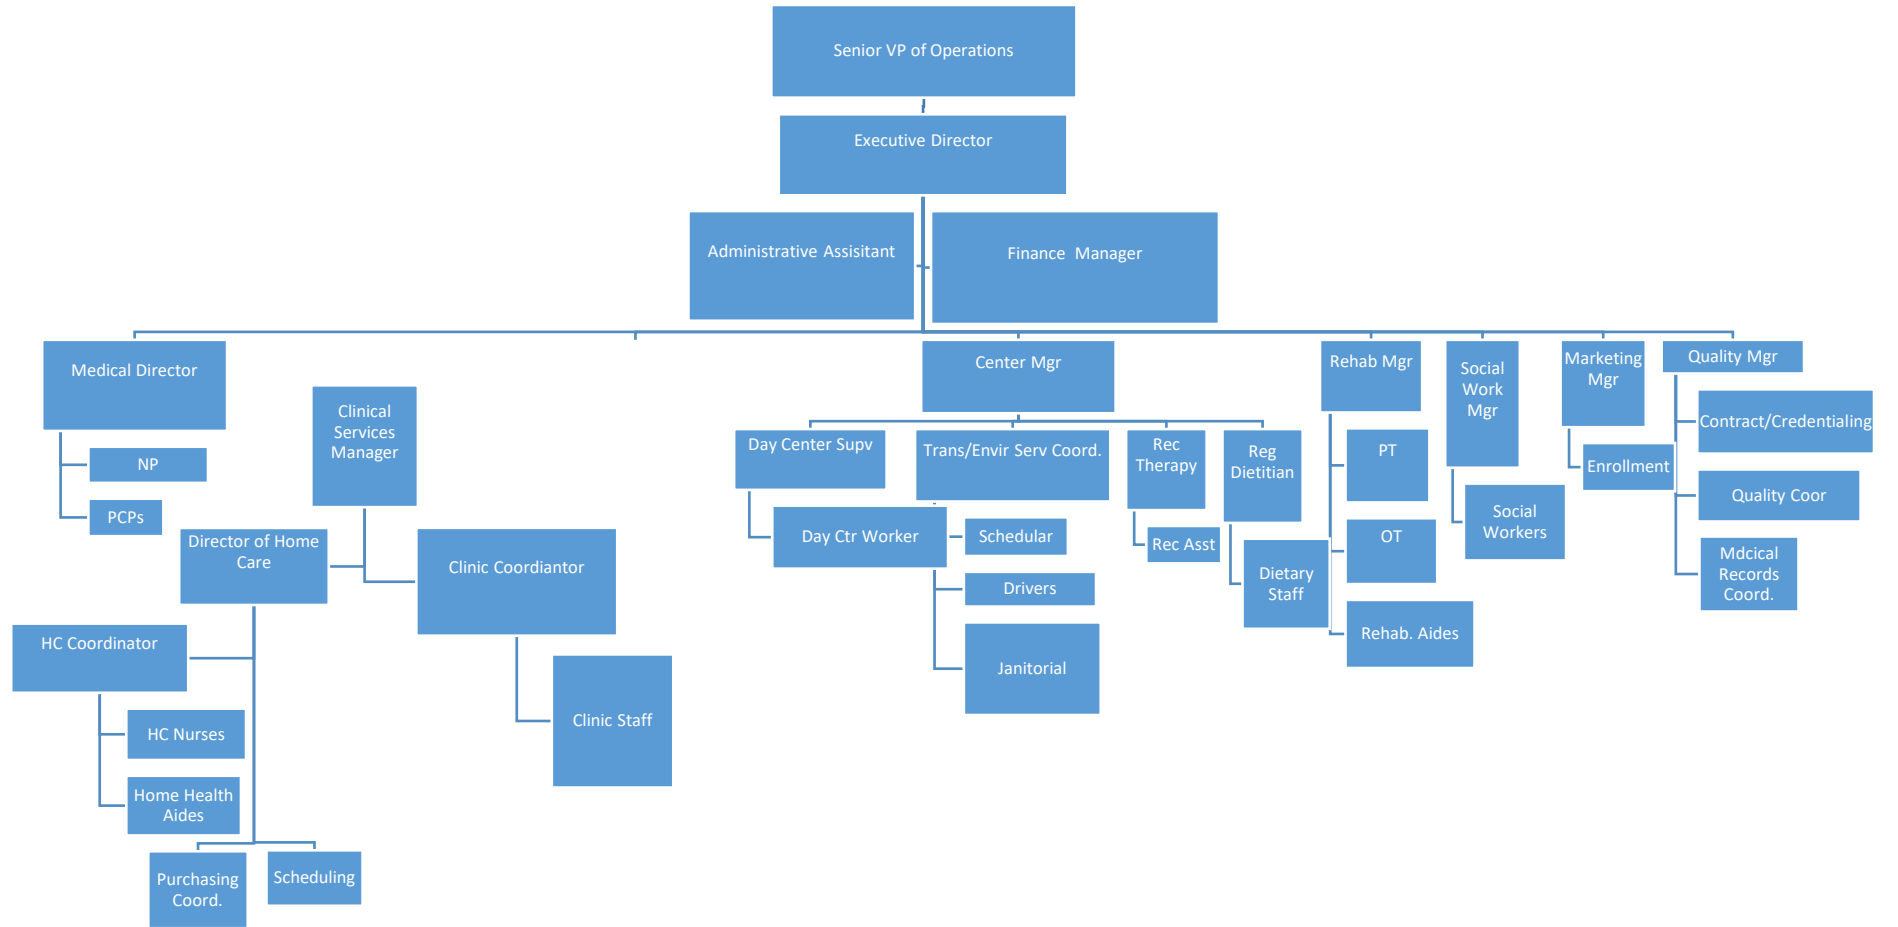 Senior VP of Operations
Executive Director
Administrative Assisitant
Finance Manager
Medical Director
NP
PCPs
Clinical
Services
Manager
Director of Home
Care
Clinic Coordiantor
HC Coordinator
Clinic Staff
HC Nurses
Home Health
Aides
Purchasing
Coord.
Scheduling
Center Mgr
Day Center Supv
Day Ctr Worker
Trans/Envir Serv Coord.
Schedular
Drivers
Janitorial
Rec
Therapy
Rec Asst
Reg
Dietitian
Dietary
Staff
Rehab Mgr
PT
OT
Rehab. Aides
Social
Work
Mgr
Social
Workers
Marketing
Mgr
Enrollment
Quality Mgr
Contract/Credentialing
Quality Coor
Mdcical
Records
Coord.